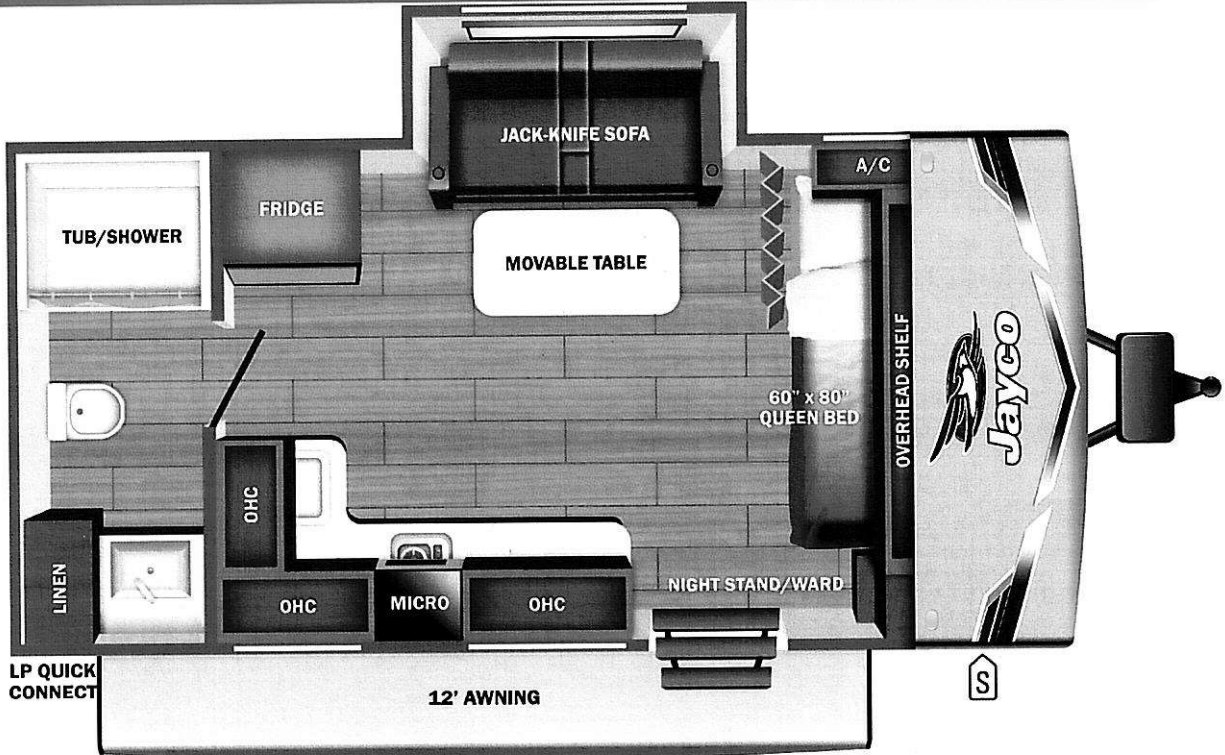 JACK-KNIFE SOFA
A/C
FRIDGE
TUB/SHOWER
MOVABLE TABLE
OVERHEAD SHELF
Jayco
60" x 80"
QUEEN BED
OHC
LINEN
OHC
MICRO
OHC
NIGHT STAND/WARD
LP QUICK
CONNECT
12' AWNING
S